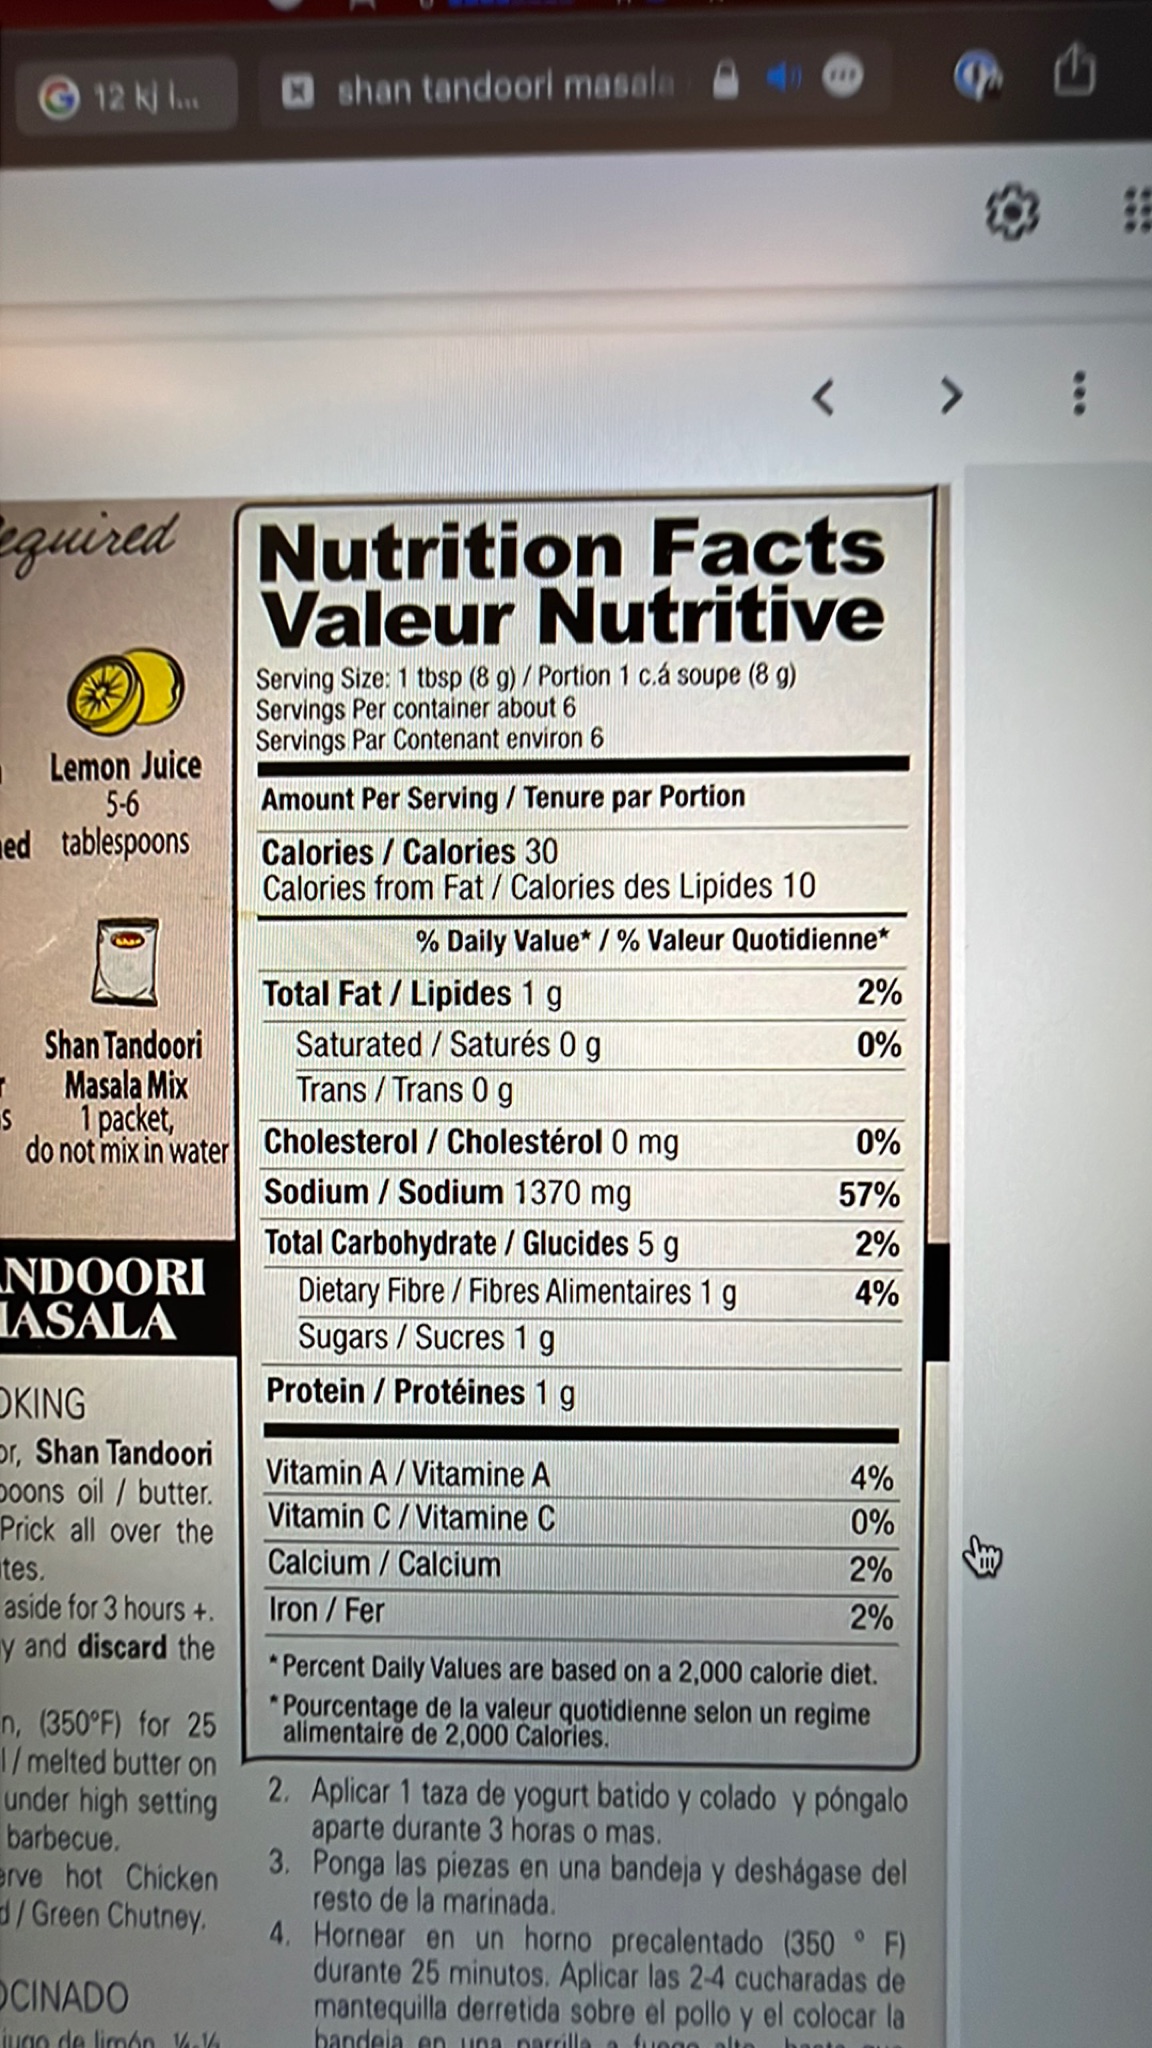 12 kj i...
shan tandoori masala
equired
Lemon Juice
5-6
ed tablespoons
Shan Tandoori
Masala Mix
1 packet,
do not mix in water
Nutrition Facts
Valeur Nutritive
Serving Size: 1 tbsp (8 g) / Portion 1 c.á soupe (8 g)
Servings Per container about 6
Servings Par Contenant environ 6
Amount Per Serving / Tenure par Portion
Calories / Calories 30
Calories from Fat / Calories des Lipides 10
% Daily Value* / % Valeur Quotidienne*
Total Fat / Lipides 1 g 2%
Saturated / Saturés 0 g 0%
Trans / Trans 0 g
Cholesterol / Cholestérol 0 mg 0%
Sodium / Sodium 1370 mg 57%
Total Carbohydrate / Glucides 5 g 2%
Dietary Fibre / Fibres Alimentaires 1 g 4%
Sugars / Sucres 1 g
Protein / Protéines 1 g
Vitamin A / Vitamine A 4%
Vitamin C / Vitamine C 0%
Calcium / Calcium 2%
Iron / Fer 2%
*Percent Daily Values are based on a 2,000 calorie diet.
*Pourcentage de la valeur quotidienne selon un regime
alimentaire de 2,000 Calories.
NDOORI
ASALA
OKING
or, Shan Tandoori
poons oil / butter.
Prick all over the
tes.
aside for 3 hours +.
y and discard the
n, (350°F) for 25
l / melted butter on
under high setting
barbecue.
erve hot Chicken
d / Green Chutney.
OCINADO
jugo de limón, ¼-½
2. Aplicar 1 taza de yogurt batido y colado y póngalo
aparte durante 3 horas o mas.
3. Ponga las piezas en una bandeja y deshágase del
resto de la marinada.
4. Hornear en un horno precalentado (350 ° F)
durante 25 minutos. Aplicar las 2-4 cucharadas de
mantequilla derretida sobre el pollo y el colocar la
bandeja en una parrilla a fuego alto